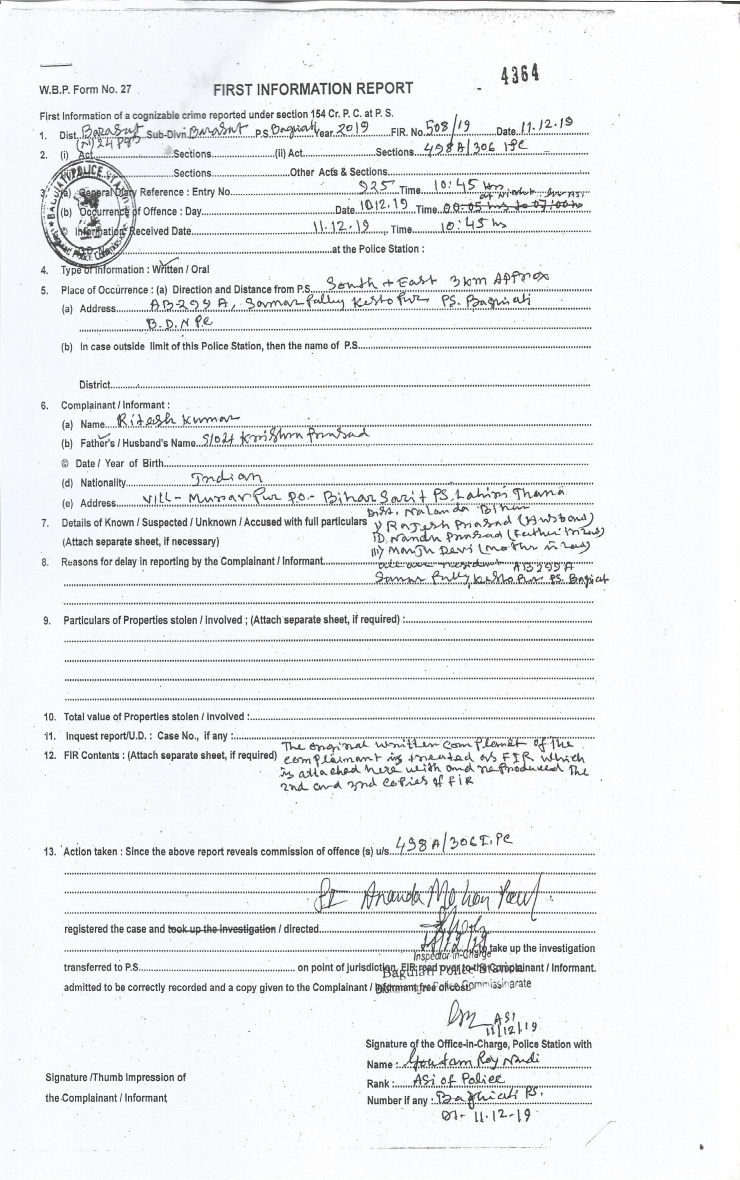 4364
W.B.P. Form No. 27 FIRST INFORMATION REPORT
First Information of a cognizable crime reported under section 154 Cr. P. C. at P. S.
1. Dist. Barasat Sub-Divn Barasat P.S Baguiati Year 2019 FIR. No. 508/19 Date 11.12.19
(N) 24 Pgs
2. (i) Act Sections (ii) Act Sections 498A/306 IPC
Sections Other Acts & Sections
3. (a) General Diary Reference : Entry No. 925 Time 10:45 hrs
(b) Occurrence of Offence : Day Date 10.12.19 Time 00:05 hrs to 07:00 hrs
© Information Received Date 11.12.19 Time 10:45 hs
at the Police Station :
4. Type of Information : Written / Oral
5. Place of Occurrence : (a) Direction and Distance from P.S. South + East 3km Approx
(a) Address AB-299 A, Samar Pally Kestopur PS. Baguiati
B.D.N P.C
(b) In case outside limit of this Police Station, then the name of P.S.
District
6. Complainant / Informant :
(a) Name Ritesh Kumar
(b) Father's / Husband's Name S/o Krishna Prasad
© Date / Year of Birth
(d) Nationality Indian
(e) Address Vill- Mussarpur P.O.- Bihar Sarif PS. Lahiri Thana
Dist. Nalanda Bihar
7. Details of Known / Suspected / Unknown / Accused with full particulars I) Rajesh Prasad (Husband)
(Attach separate sheet, if necessary) II) Nandu Prasad (Father in law)
III) Manju Devi (Mother in law)
8. Reasons for delay in reporting by the Complainant / Informant all are resident AB299A
Samar Pally Kestopur PS. Baguiati
9. Particulars of Properties stolen / involved ; (Attach separate sheet, if required) :
10. Total value of Properties stolen / involved :
11. Inquest report/U.D. : Case No., if any :
12. FIR Contents : (Attach separate sheet, if required) The original written complaint of the
complainant is treated as FIR which
is attached here with and reproduced the
2nd and 3rd copies of FIR
13. Action taken : Since the above report reveals commission of offence (s) u/s. 498A/306 I.PC
SI Ananda Mohan Paul
registered the case and took up the investigation / directed
to take up the investigation
Inspector-in-Charge
transferred to P.S. on point of jurisdiction, FIR read over to the Complainant / Informant.
Baguiati Police Station
admitted to be correctly recorded and a copy given to the Complainant / Informant free of cost.
ASI
11/12/19
Signature of the Office-in-Charge, Police Station with
Name : Goutam Roy Nandi
Signature /Thumb Impression of
the Complainant / Informant
Rank : ASI of Police
Number if any : Baguiati PS.
Dt- 11-12-19